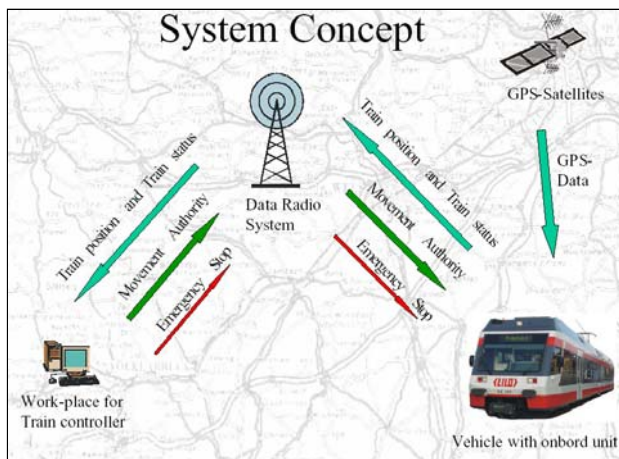 System Concept
GPS-Satellites
Train position and Train status
Movement Authority
Emergency Stop
Data Radio
System
Train position and Train status
Movement Authority
Emergency Stop
GPS-
Data
Work-place for
Train controller
LILO
Vehicle with onbord unit